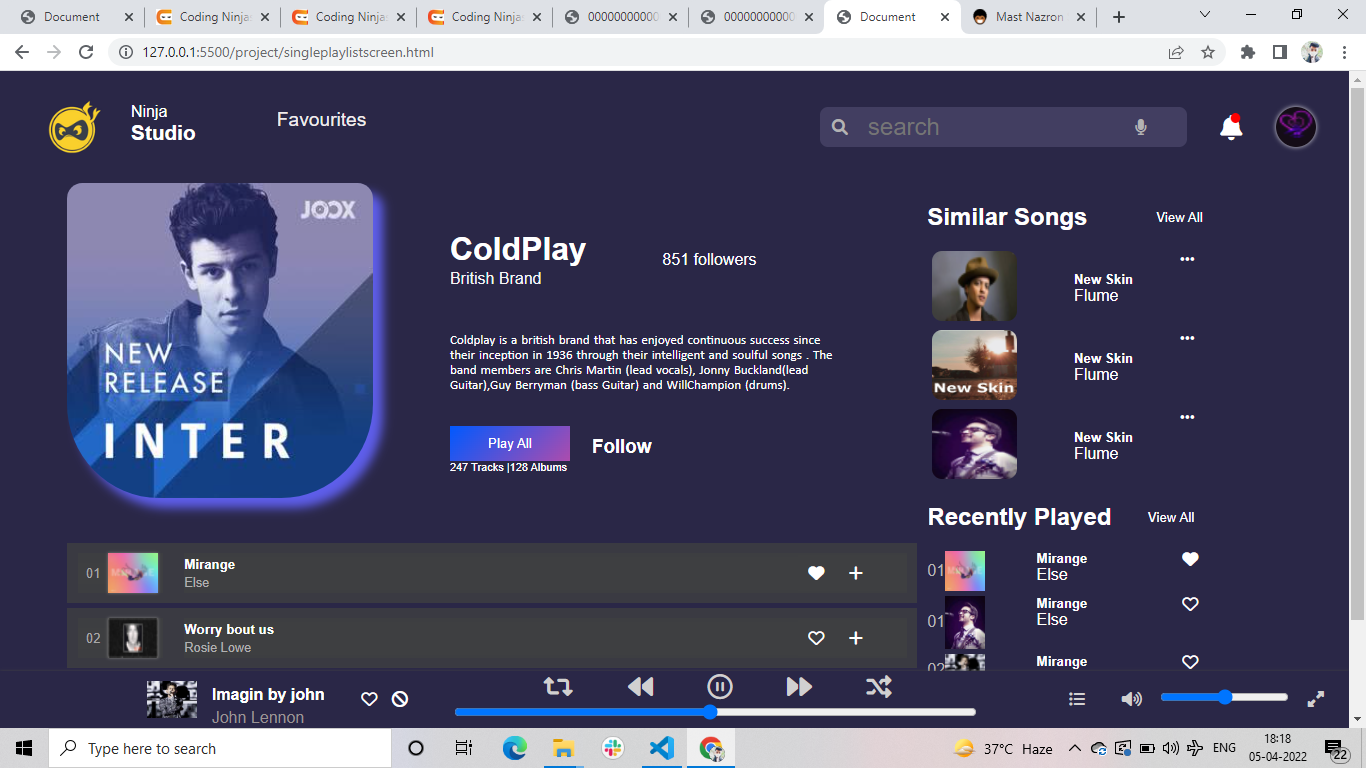 Document
Coding Ninjas
Coding Ninjas
Coding Ninjas
00000000000
00000000000
Document
Mast Nazron
127.0.0.1:5500/project/singleplaylistscreen.html
Ninja
Studio
Favourites
search
JOOX
NEW
RELEASE
INTER
ColdPlay
851 followers
British Brand
Coldplay is a british brand that has enjoyed continuous success since
their inception in 1936 through their intelligent and soulful songs . The
band members are Chris Martin (lead vocals), Jonny Buckland(lead
Guitar),Guy Berryman (bass Guitar) and WillChampion (drums).
Play All
Follow
247 Tracks |128 Albums
Similar Songs
View All
New Skin
Flume
New Skin
New Skin
Flume
New Skin
Flume
Recently Played
View All
01
Mirange
Else
01
Mirange
Else
02
Mirange
01
Mirange
Else
02
Worry bout us
Rosie Lowe
Imagin by john
John Lennon
Type here to search
37°C Haze
ENG
18:18
05-04-2022
22